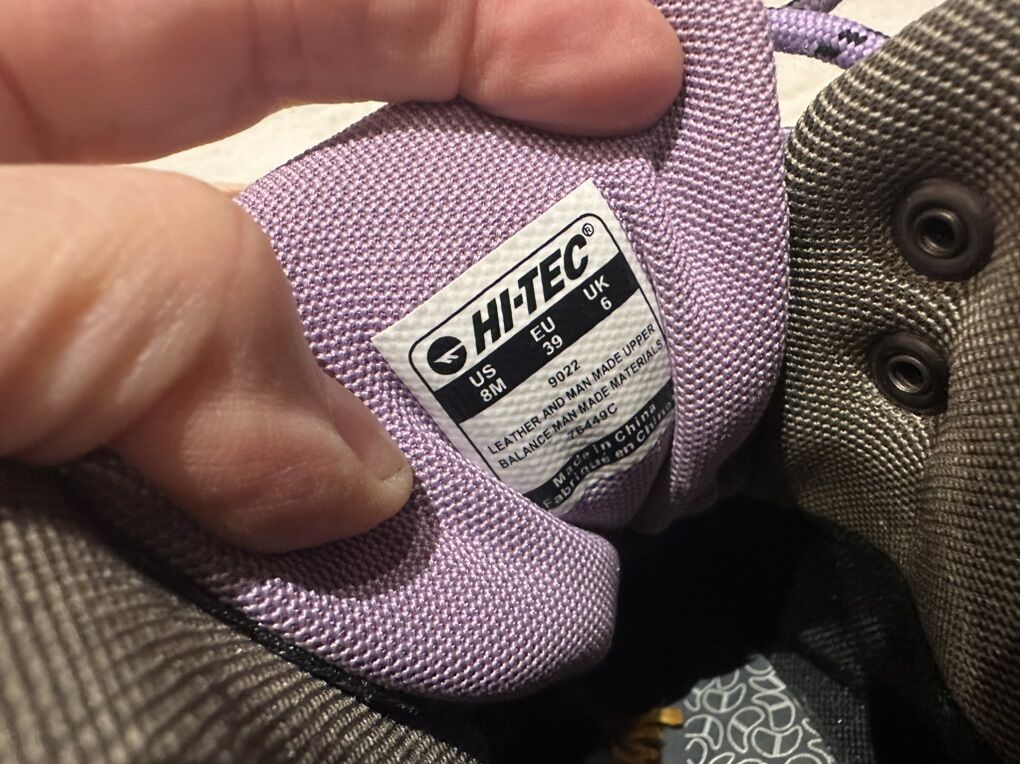 HI-TEC®
US EU UK
8M 39 6
9022
LEATHER AND MAN MADE UPPER
BALANCE MAN MADE MATERIALS
76449C
Made in China
Fabriqué en Chine